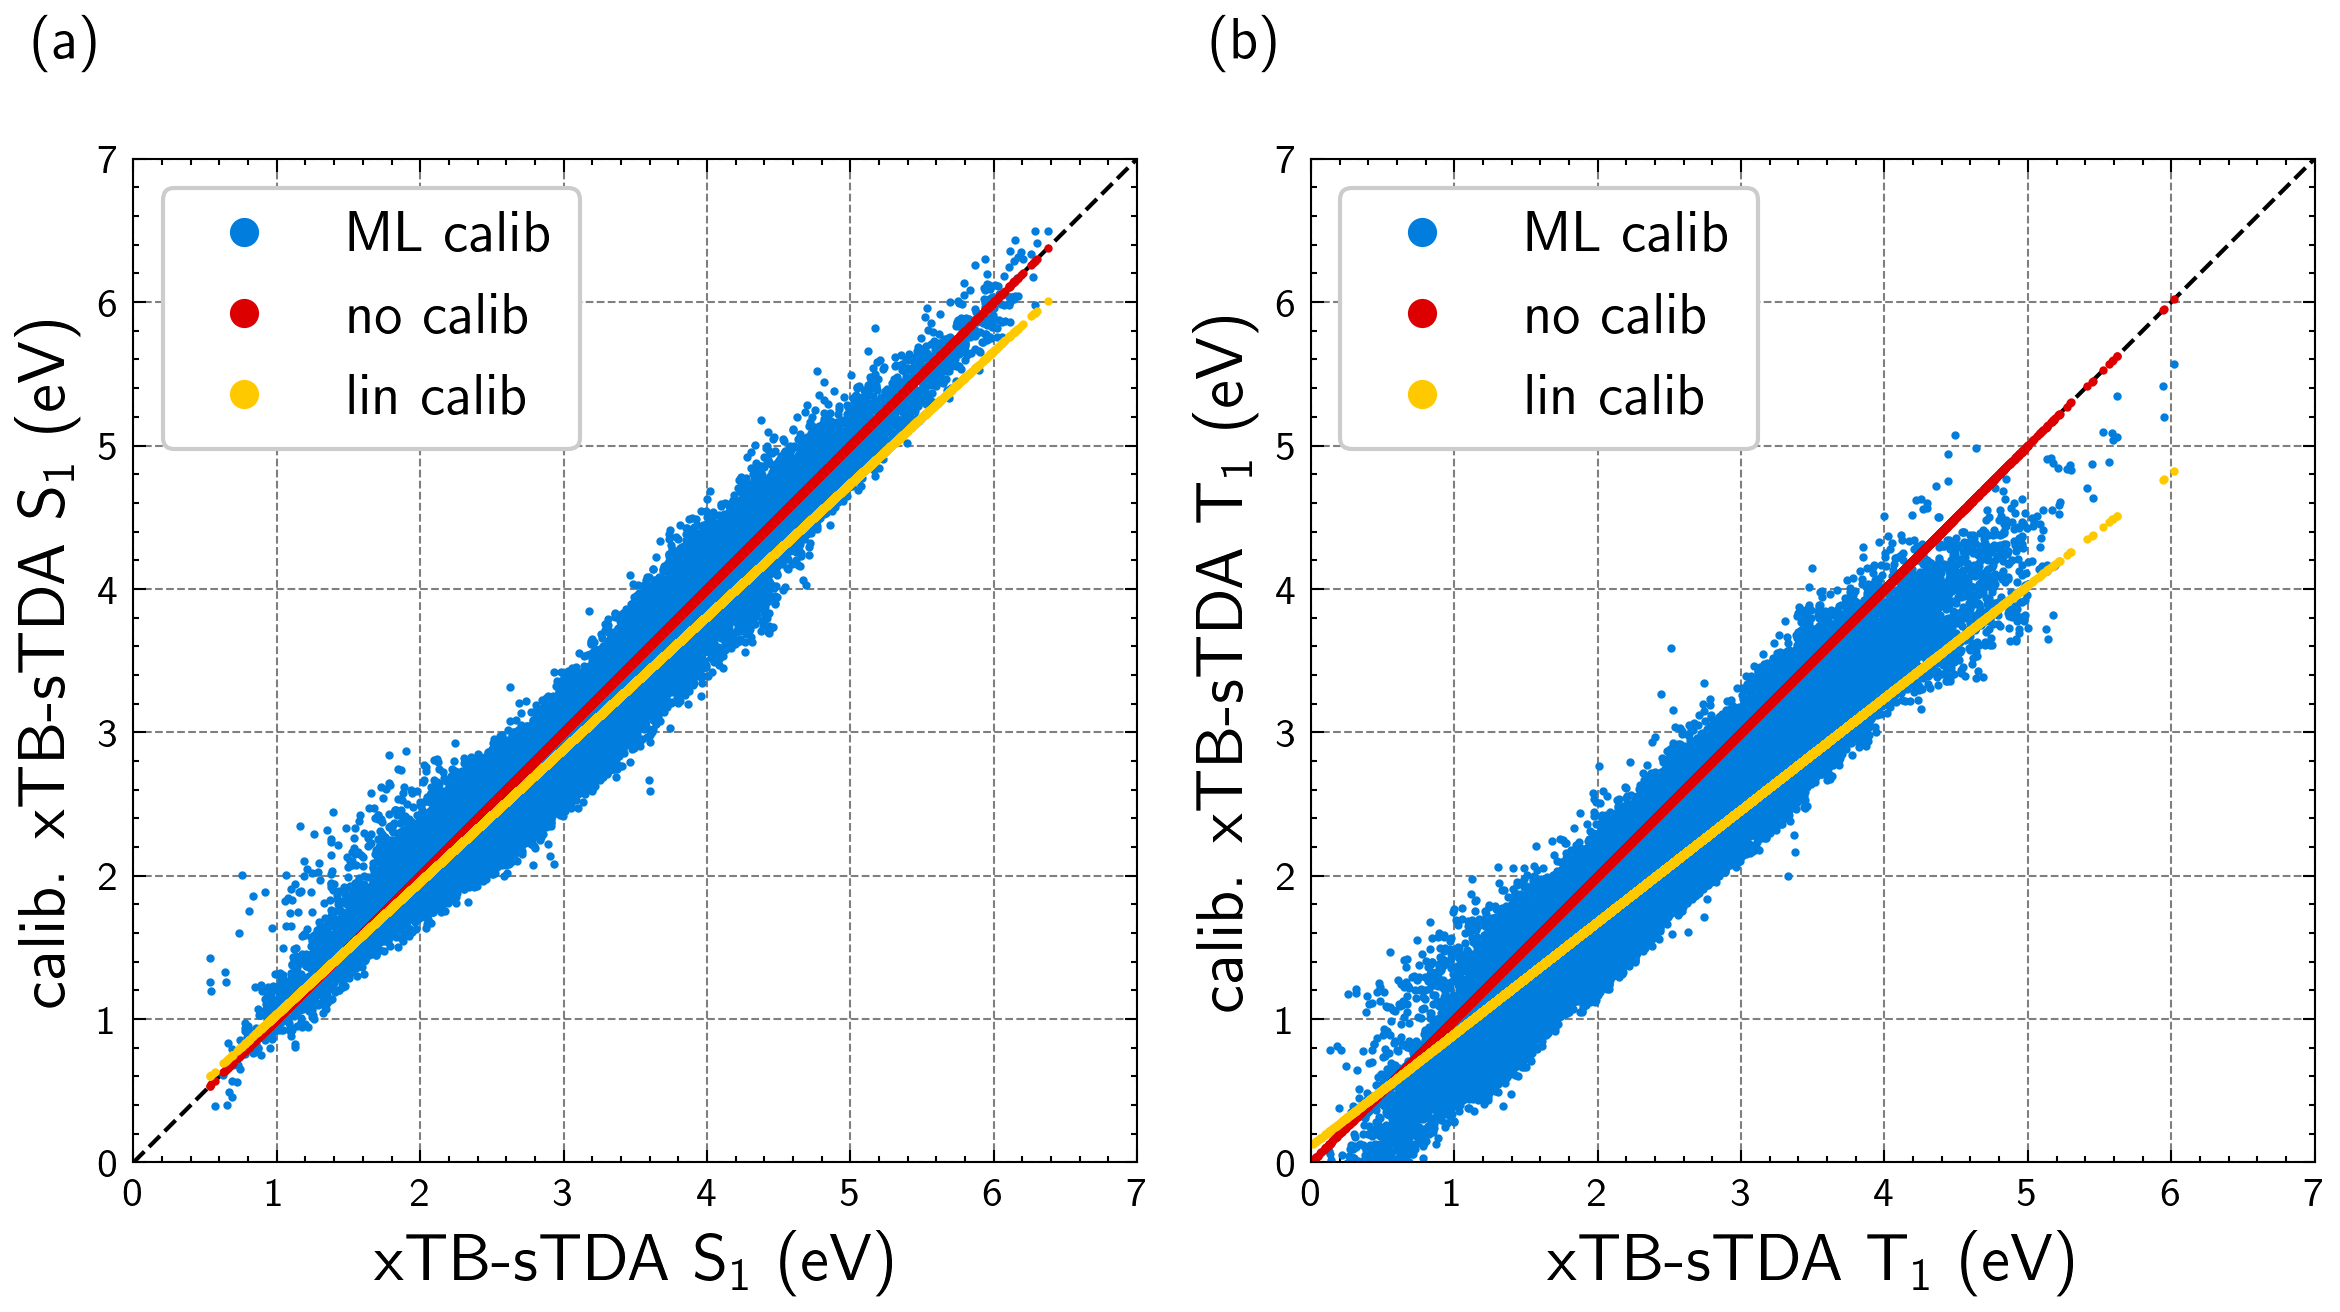 (a)
7
6
5
4
3
2
1
0
calib. xTB-sTDA S₁ (eV)
ML calib
no calib
lin calib
0 1 2 3 4 5 6 7
xTB-sTDA S₁ (eV)
(b)
7
6
5
4
3
2
1
0
calib. xTB-sTDA T₁ (eV)
ML calib
no calib
lin calib
0 1 2 3 4 5 6 7
xTB-sTDA T₁ (eV)